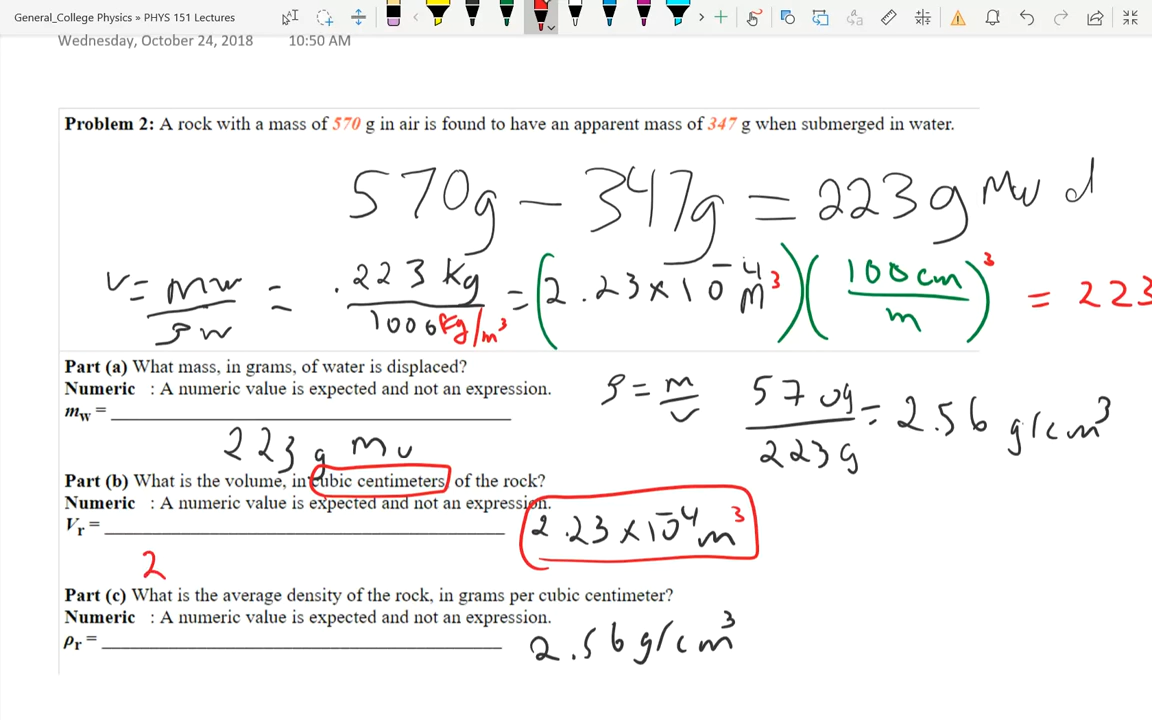 General_College Physics » PHYS 151 Lectures
Wednesday, October 24, 2018 10:50 AM
Problem 2: A rock with a mass of 570 g in air is found to have an apparent mass of 347 g when submerged in water.
570g − 347g = 223g mw d
v = mw/ρw = .223 kg/1000 kg/m³ = (2.23×10⁻⁴ m³)(100cm/m)³ = 223
Part (a) What mass, in grams, of water is displaced?
Numeric : A numeric value is expected and not an expression.
mw =
ρ = m/v 570g/223g = 2.56 g/cm³
223g mw
Part (b) What is the volume, in cubic centimeters, of the rock?
Numeric : A numeric value is expected and not an expression.
Vr =
2.23×10⁻⁴ m³
2
Part (c) What is the average density of the rock, in grams per cubic centimeter?
Numeric : A numeric value is expected and not an expression.
ρr =
2.56 g/cm³